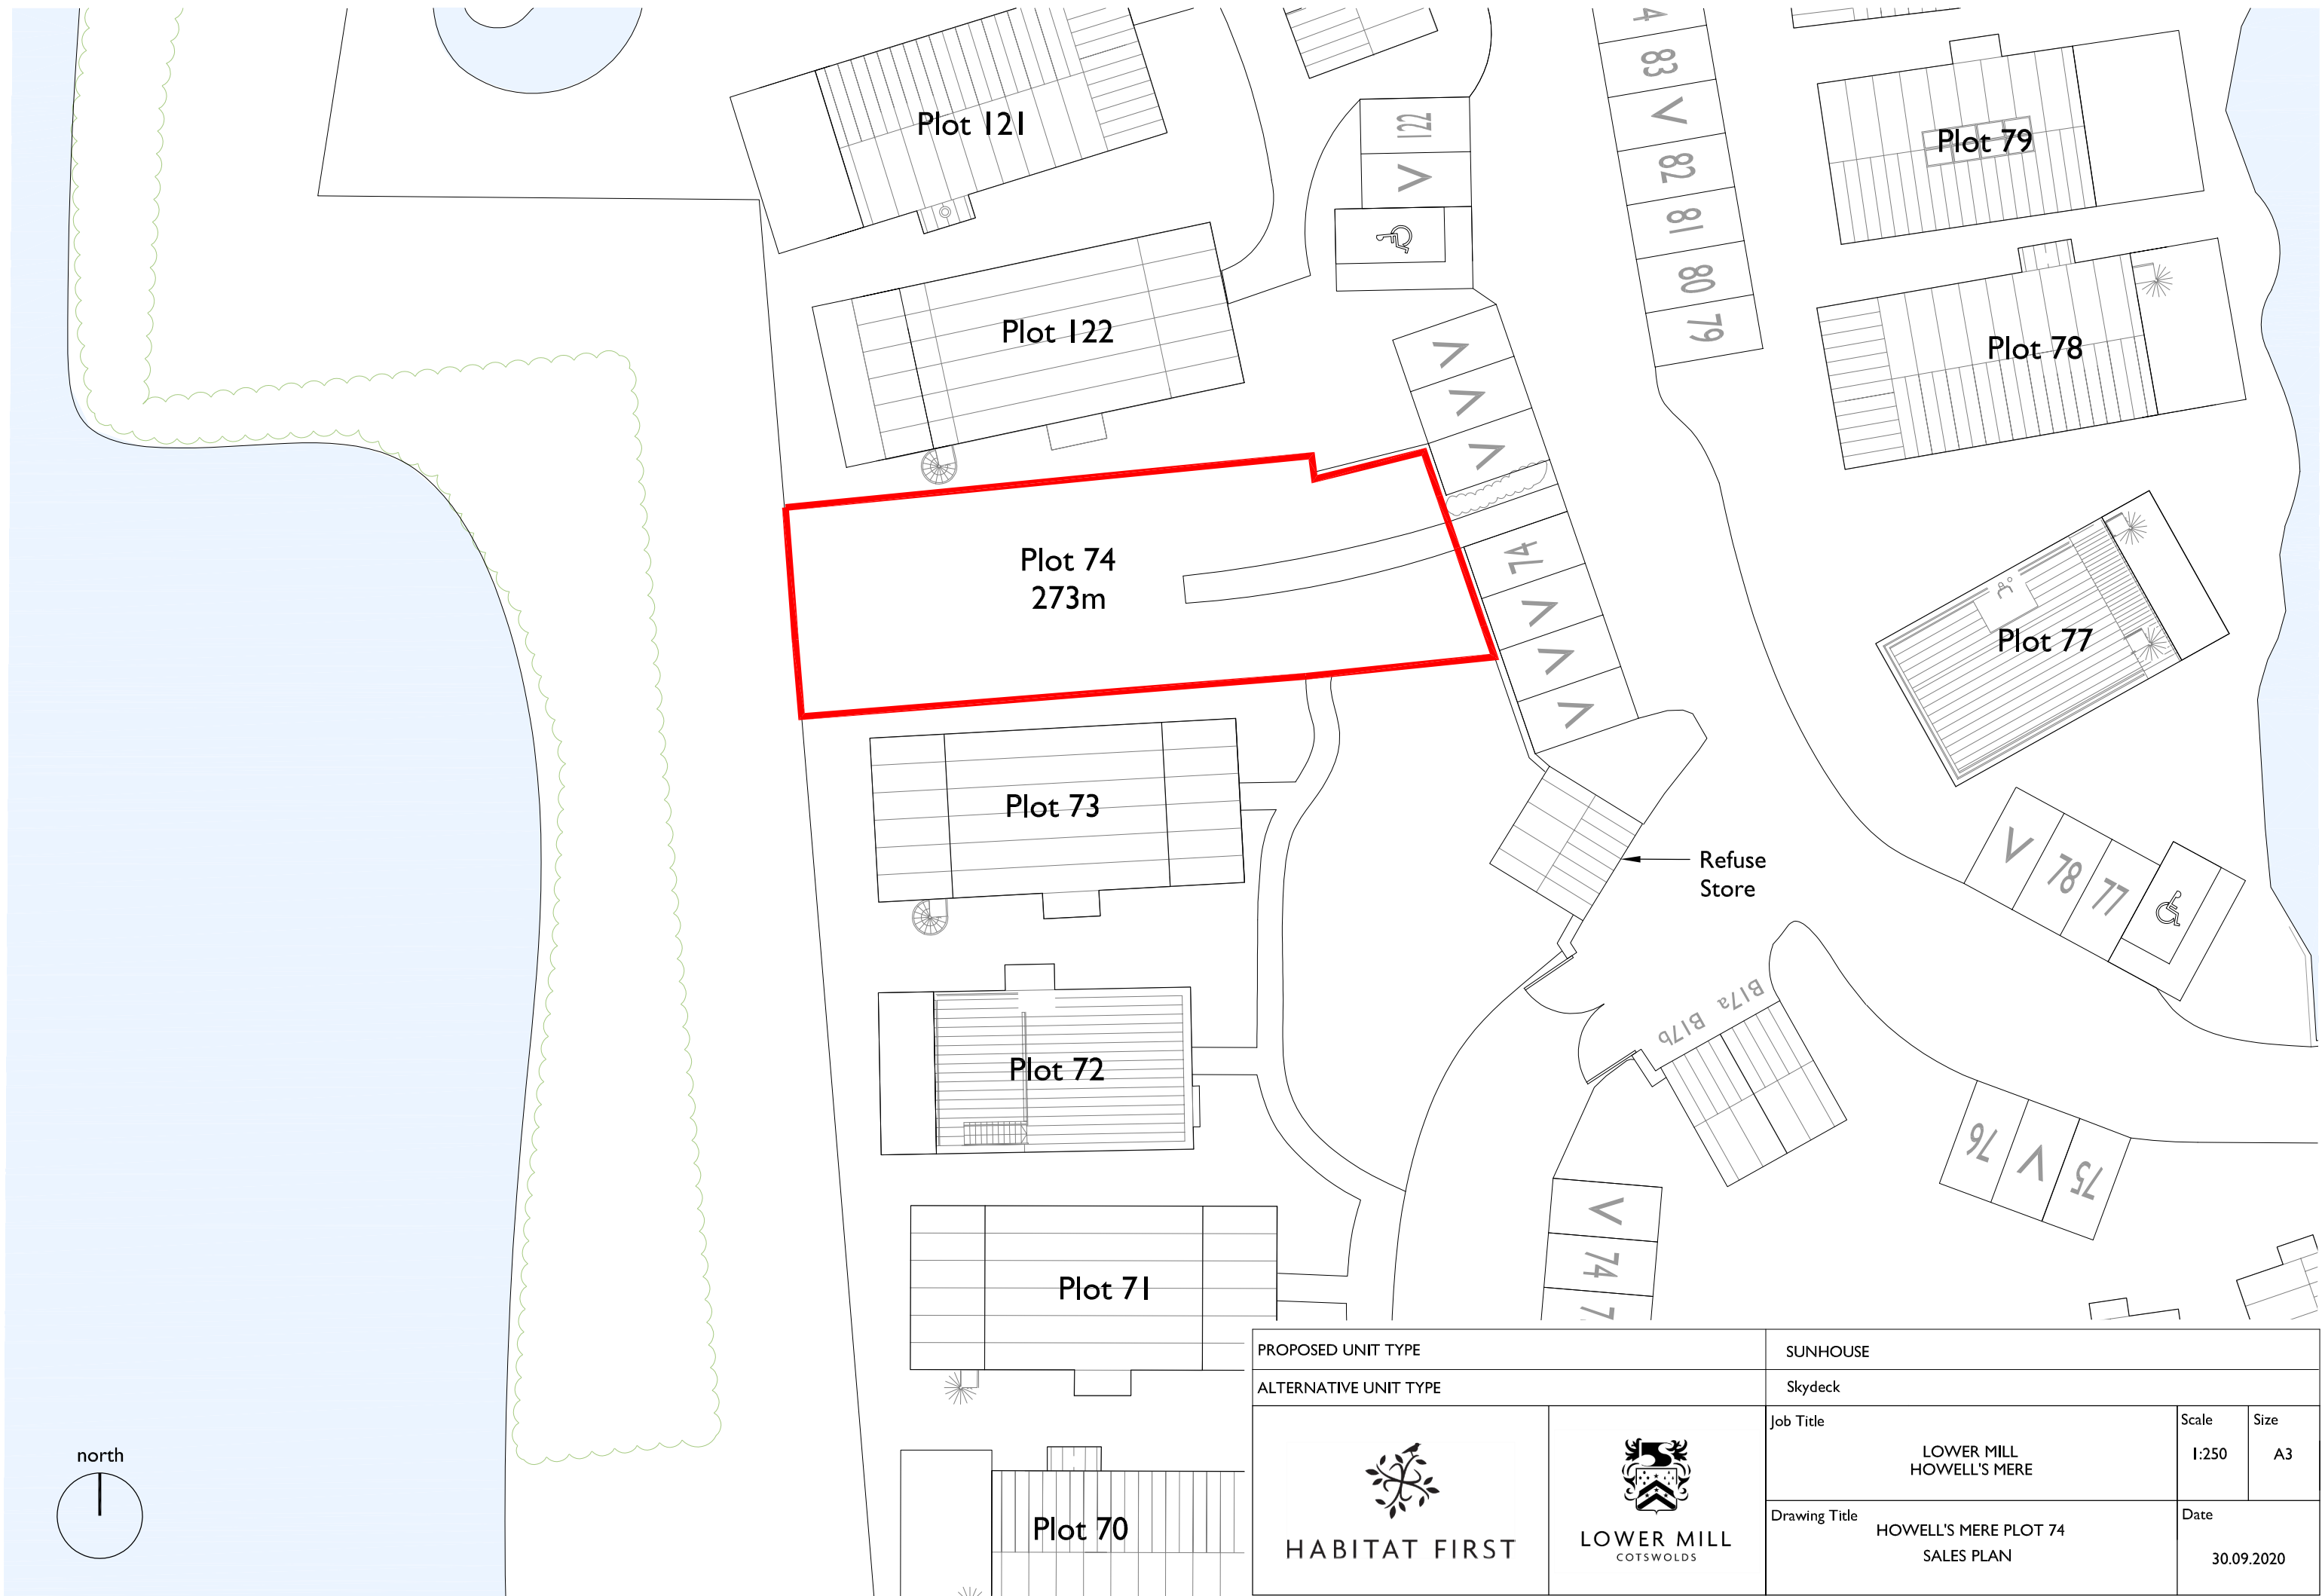 4
83
V
82
81
80
79
Plot 121
122
V
Plot 79
Plot 122
Plot 78
V
V
V
Plot 74
273m
74
V
V
V
Plot 77
Plot 73
Refuse
Store
V
78
77
B17b
B17a
Plot 72
76
V
75
Plot 71
V
74
7
north
Plot 70
PROPOSED UNIT TYPE
SUNHOUSE
ALTERNATIVE UNIT TYPE
Skydeck
Job Title
LOWER MILL
HOWELL'S MERE
Scale
1:250
Size
A3
HABITAT FIRST
LOWER MILL
COTSWOLDS
Drawing Title
HOWELL'S MERE PLOT 74
SALES PLAN
Date
30.09.2020